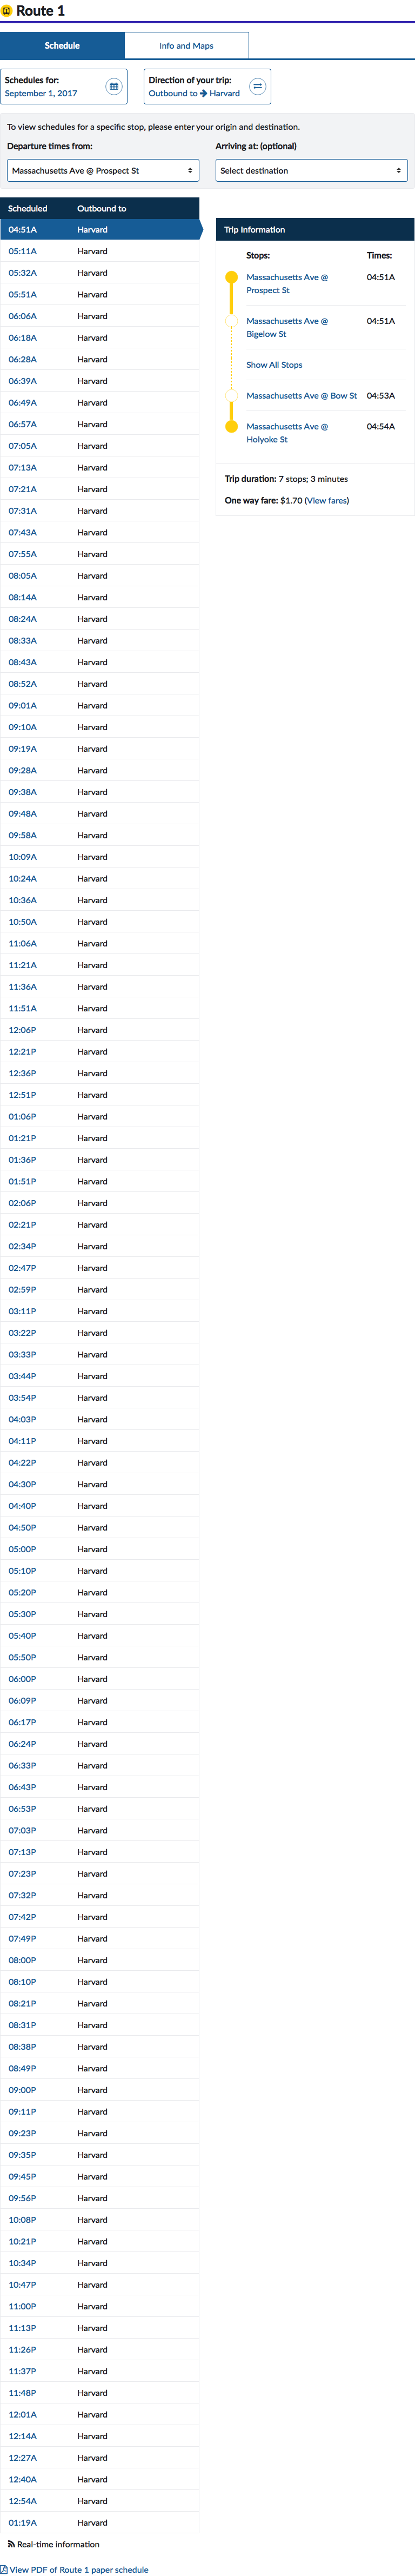 Route 1
Schedule
Info and Maps
Schedules for:
September 1, 2017
Direction of your trip:
Outbound to → Harvard
To view schedules for a specific stop, please enter your origin and destination.
Departure times from:
Massachusetts Ave @ Prospect St
Arriving at: (optional)
Select destination
Scheduled Outbound to
04:51A Harvard
05:11A Harvard
05:32A Harvard
05:51A Harvard
06:06A Harvard
06:18A Harvard
06:28A Harvard
06:39A Harvard
06:49A Harvard
06:57A Harvard
07:05A Harvard
07:13A Harvard
07:21A Harvard
07:31A Harvard
07:43A Harvard
07:55A Harvard
08:05A Harvard
08:14A Harvard
08:24A Harvard
08:33A Harvard
08:43A Harvard
08:52A Harvard
09:01A Harvard
09:10A Harvard
09:19A Harvard
09:28A Harvard
09:38A Harvard
09:48A Harvard
09:58A Harvard
10:09A Harvard
10:24A Harvard
10:36A Harvard
10:50A Harvard
11:06A Harvard
11:21A Harvard
11:36A Harvard
11:51A Harvard
12:06P Harvard
12:21P Harvard
12:36P Harvard
12:51P Harvard
01:06P Harvard
01:21P Harvard
01:36P Harvard
01:51P Harvard
02:06P Harvard
02:21P Harvard
02:34P Harvard
02:47P Harvard
02:59P Harvard
03:11P Harvard
03:22P Harvard
03:33P Harvard
03:44P Harvard
03:54P Harvard
04:03P Harvard
04:11P Harvard
04:22P Harvard
04:30P Harvard
04:40P Harvard
04:50P Harvard
05:00P Harvard
05:10P Harvard
05:20P Harvard
05:30P Harvard
05:40P Harvard
05:50P Harvard
06:00P Harvard
06:09P Harvard
06:17P Harvard
06:24P Harvard
06:33P Harvard
06:43P Harvard
06:53P Harvard
07:03P Harvard
07:13P Harvard
07:23P Harvard
07:32P Harvard
07:42P Harvard
07:49P Harvard
08:00P Harvard
08:10P Harvard
08:21P Harvard
08:31P Harvard
08:38P Harvard
08:49P Harvard
09:00P Harvard
09:11P Harvard
09:23P Harvard
09:35P Harvard
09:45P Harvard
09:56P Harvard
10:08P Harvard
10:21P Harvard
10:34P Harvard
10:47P Harvard
11:00P Harvard
11:13P Harvard
11:26P Harvard
11:37P Harvard
11:48P Harvard
12:01A Harvard
12:14A Harvard
12:27A Harvard
12:40A Harvard
12:54A Harvard
01:19A Harvard
Real-time information
View PDF of Route 1 paper schedule
Trip Information
Stops: Times:
Massachusetts Ave @ 04:51A
Prospect St
Massachusetts Ave @ 04:51A
Bigelow St
Show All Stops
Massachusetts Ave @ Bow St 04:53A
Massachusetts Ave @ 04:54A
Holyoke St
Trip duration: 7 stops; 3 minutes
One way fare: $1.70 (View fares)